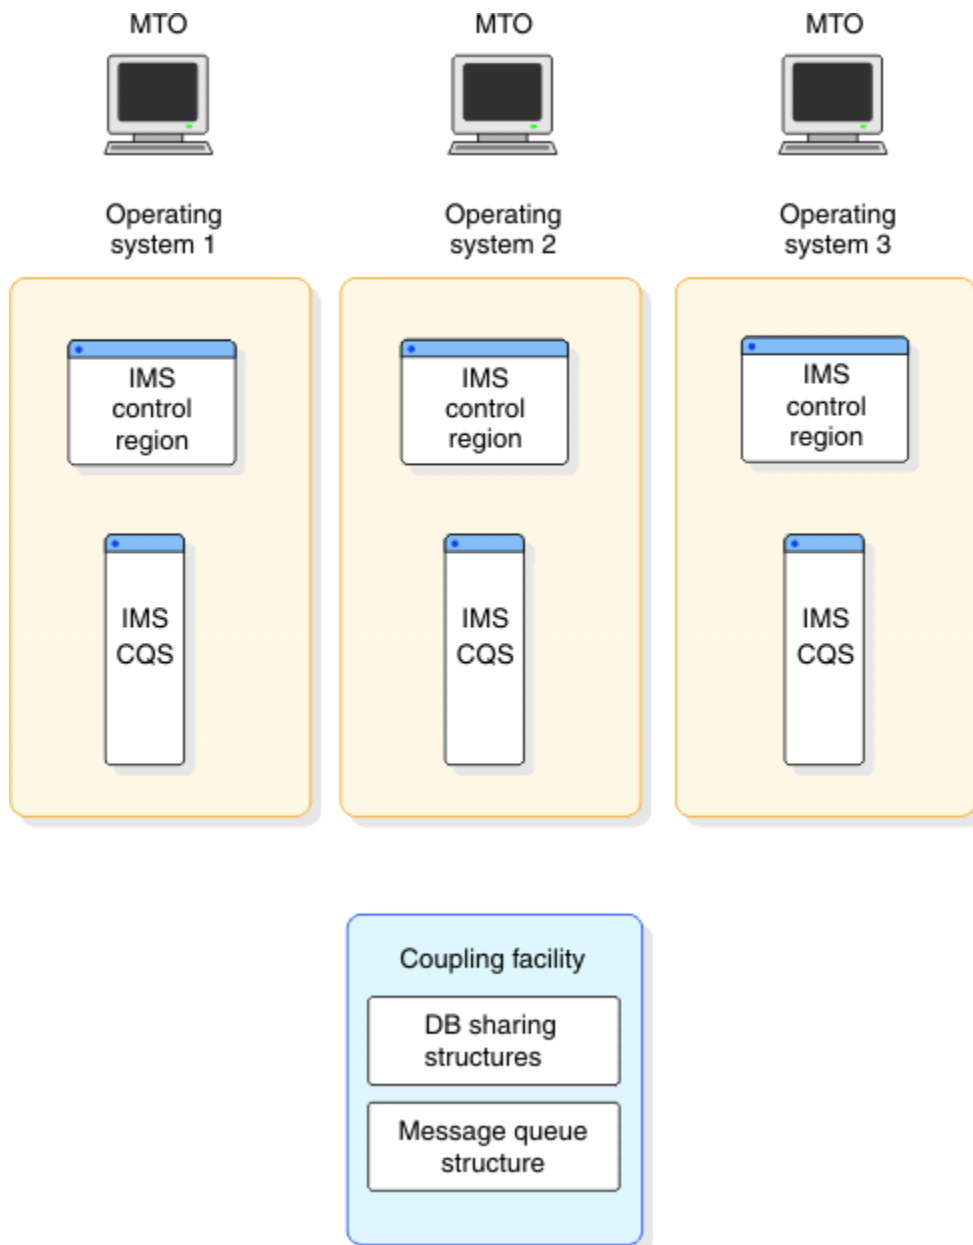 MTO
MTO
MTO
Operating
system 1
Operating
system 2
Operating
system 3
IMS
control
region
IMS
control
region
IMS
control
region
IMS
CQS
IMS
CQS
IMS
CQS
Coupling facility
DB sharing
structures
Message queue
structure